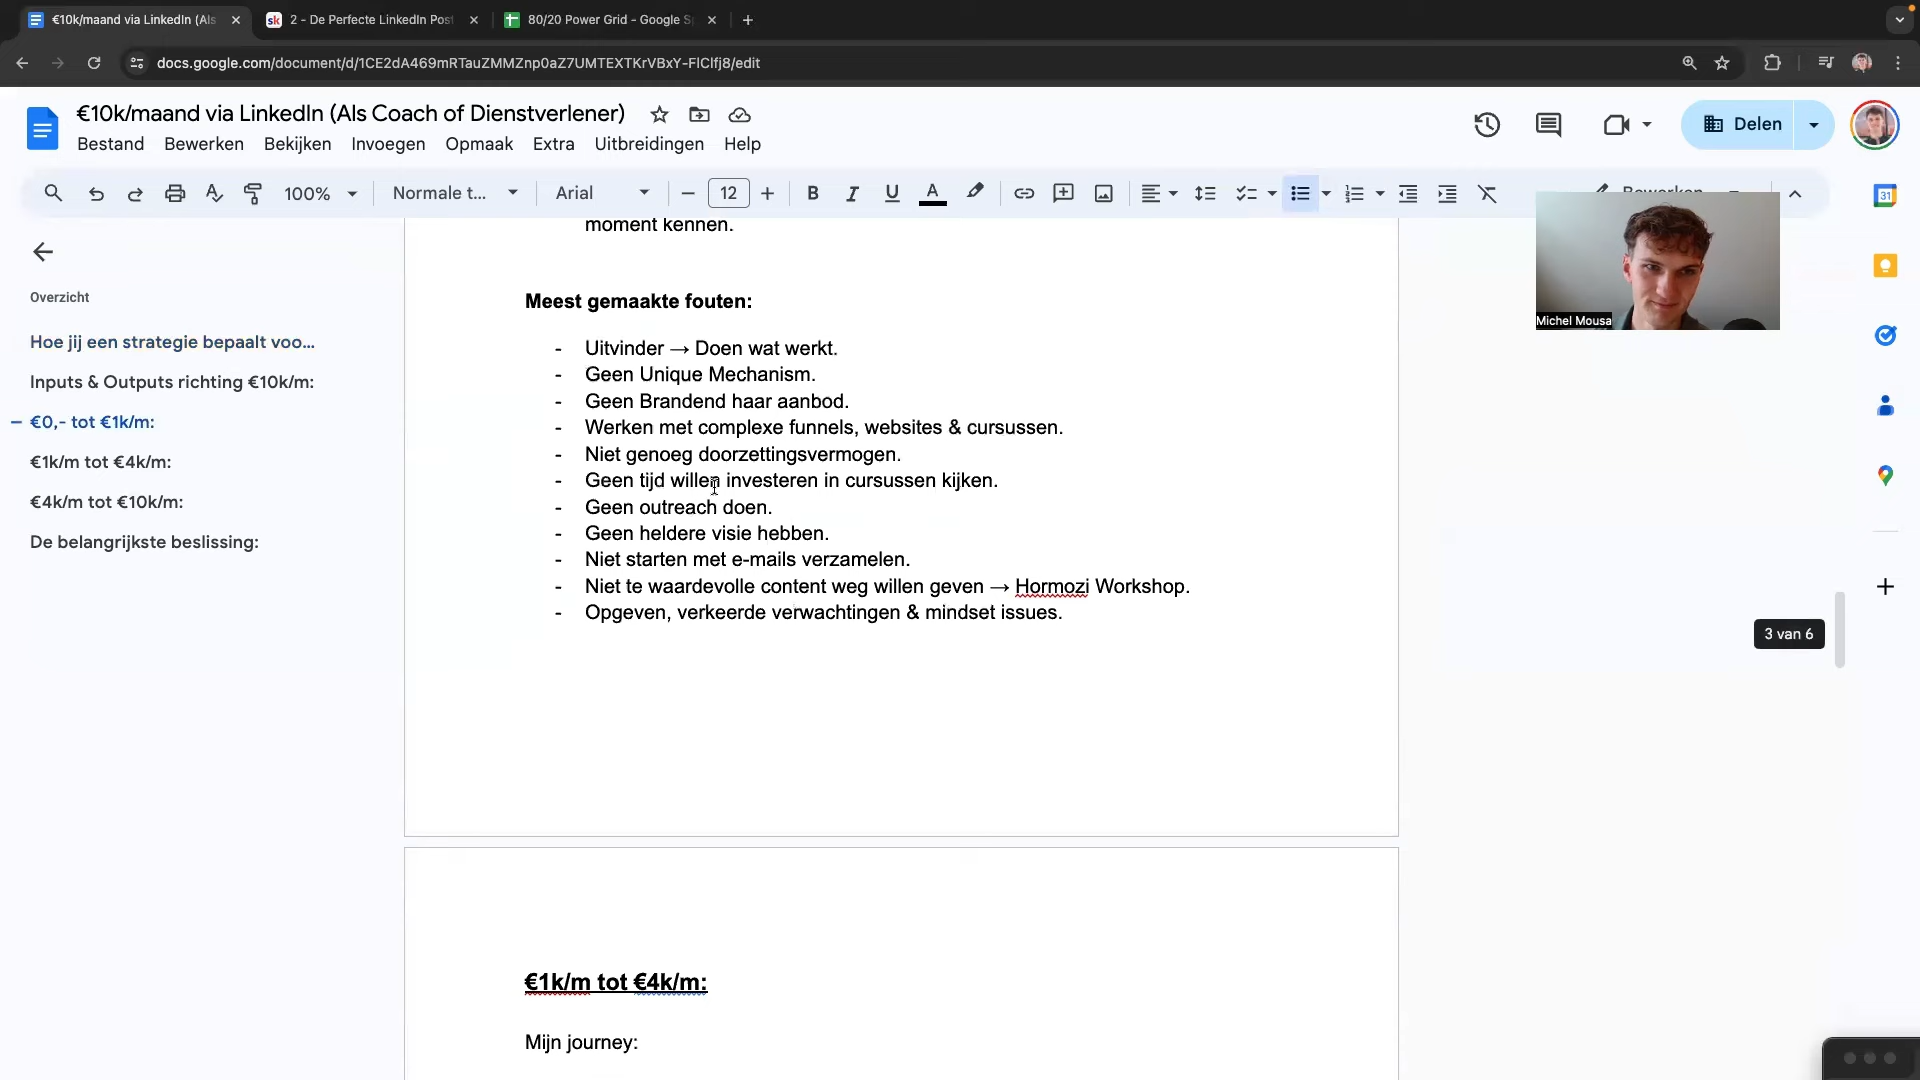 €10k/maand via LinkedIn (Als
2 - De Perfecte LinkedIn Post
80/20 Power Grid - Google S
docs.google.com/document/d/1CE2dA469mRTauZMMZnp0aZ7UMTEXTKrVBxY-FlClfj8/edit
€10k/maand via LinkedIn (Als Coach of Dienstverlener)
Bestand Bewerken Bekijken Invoegen Opmaak Extra Uitbreidingen Help
Delen
100% Normale t... Arial 12
Overzicht
Hoe jij een strategie bepaalt voo...
Inputs & Outputs richting €10k/m:
€0,- tot €1k/m:
€1k/m tot €4k/m:
€4k/m tot €10k/m:
De belangrijkste beslissing:
moment kennen.
Meest gemaakte fouten:
- Uitvinder → Doen wat werkt.
- Geen Unique Mechanism.
- Geen Brandend haar aanbod.
- Werken met complexe funnels, websites & cursussen.
- Niet genoeg doorzettingsvermogen.
- Geen tijd willen investeren in cursussen kijken.
- Geen outreach doen.
- Geen heldere visie hebben.
- Niet starten met e-mails verzamelen.
- Niet te waardevolle content weg willen geven → Hormozi Workshop.
- Opgeven, verkeerde verwachtingen & mindset issues.
€1k/m tot €4k/m:
Mijn journey:
Michel Mousa
31
3 van 6